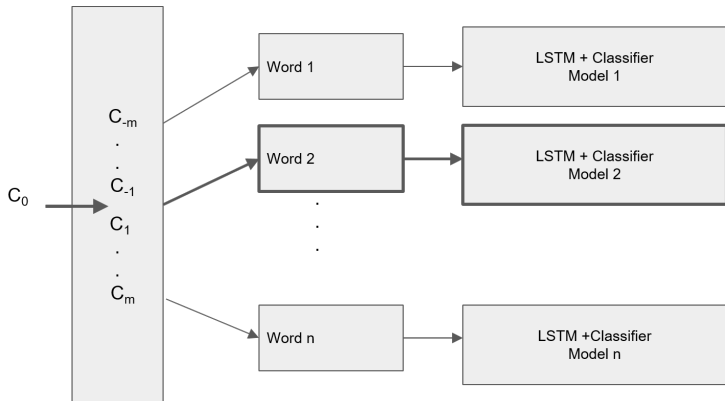 Word 1
LSTM + Classifier
Model 1
C-m
.
.
C-1
C0
C1
.
.
Cm
Word 2
LSTM + Classifier
Model 2
.
.
.
Word n
LSTM +Classifier
Model n